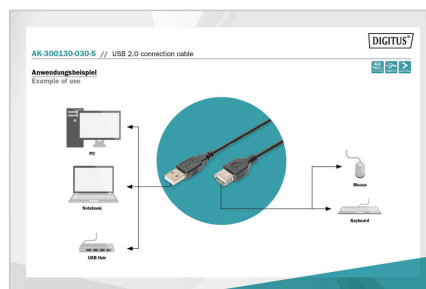 DIGITUS®
AK-300130-030-S // USB 2.0 connection cable
Anwendungsbeispiel
Example of use
PC
Notebook
USB Hub
Mouse
Keyboard